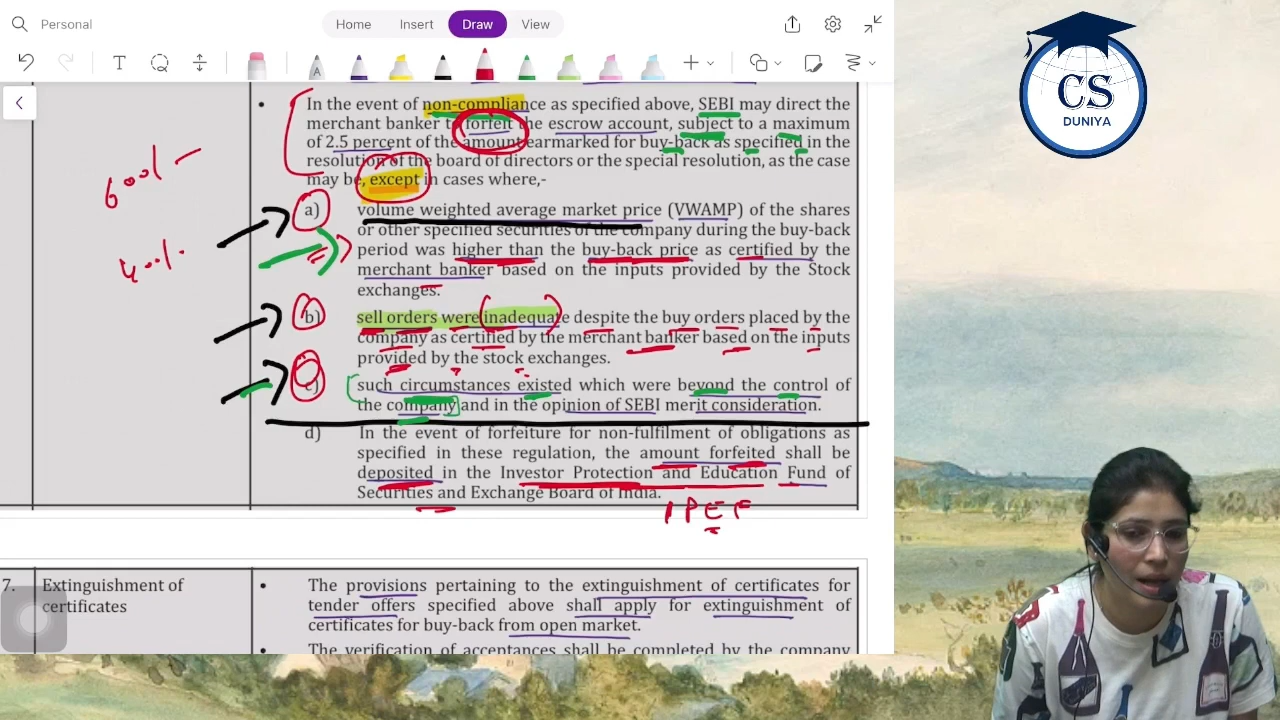 Personal
Home Insert Draw View
CS
DUNIYA
• In the event of non-compliance as specified above, SEBI may direct the
merchant banker to forfeit the escrow account, subject to a maximum
of 2.5 percent of the amount earmarked for buy-back as specified in the
resolution of the board of directors or the special resolution, as the case
may be, except in cases where,-
a) volume weighted average market price (VWAMP) of the shares
or other specified securities of the company during the buy-back
period was higher than the buy-back price as certified by the
merchant banker based on the inputs provided by the Stock
exchanges.
b) sell orders were inadequate despite the buy orders placed by the
company as certified by the merchant banker based on the inputs
provided by the stock exchanges.
c) such circumstances existed which were beyond the control of
the company and in the opinion of SEBI merit consideration.
d) In the event of forfeiture for non-fulfilment of obligations as
specified in these regulation, the amount forfeited shall be
deposited in the Investor Protection and Education Fund of
Securities and Exchange Board of India.
IPEF
7. Extinguishment of
certificates
• The provisions pertaining to the extinguishment of certificates for
tender offers specified above shall apply for extinguishment of
certificates for buy-back from open market.
• The verification of acceptances shall be completed by the company